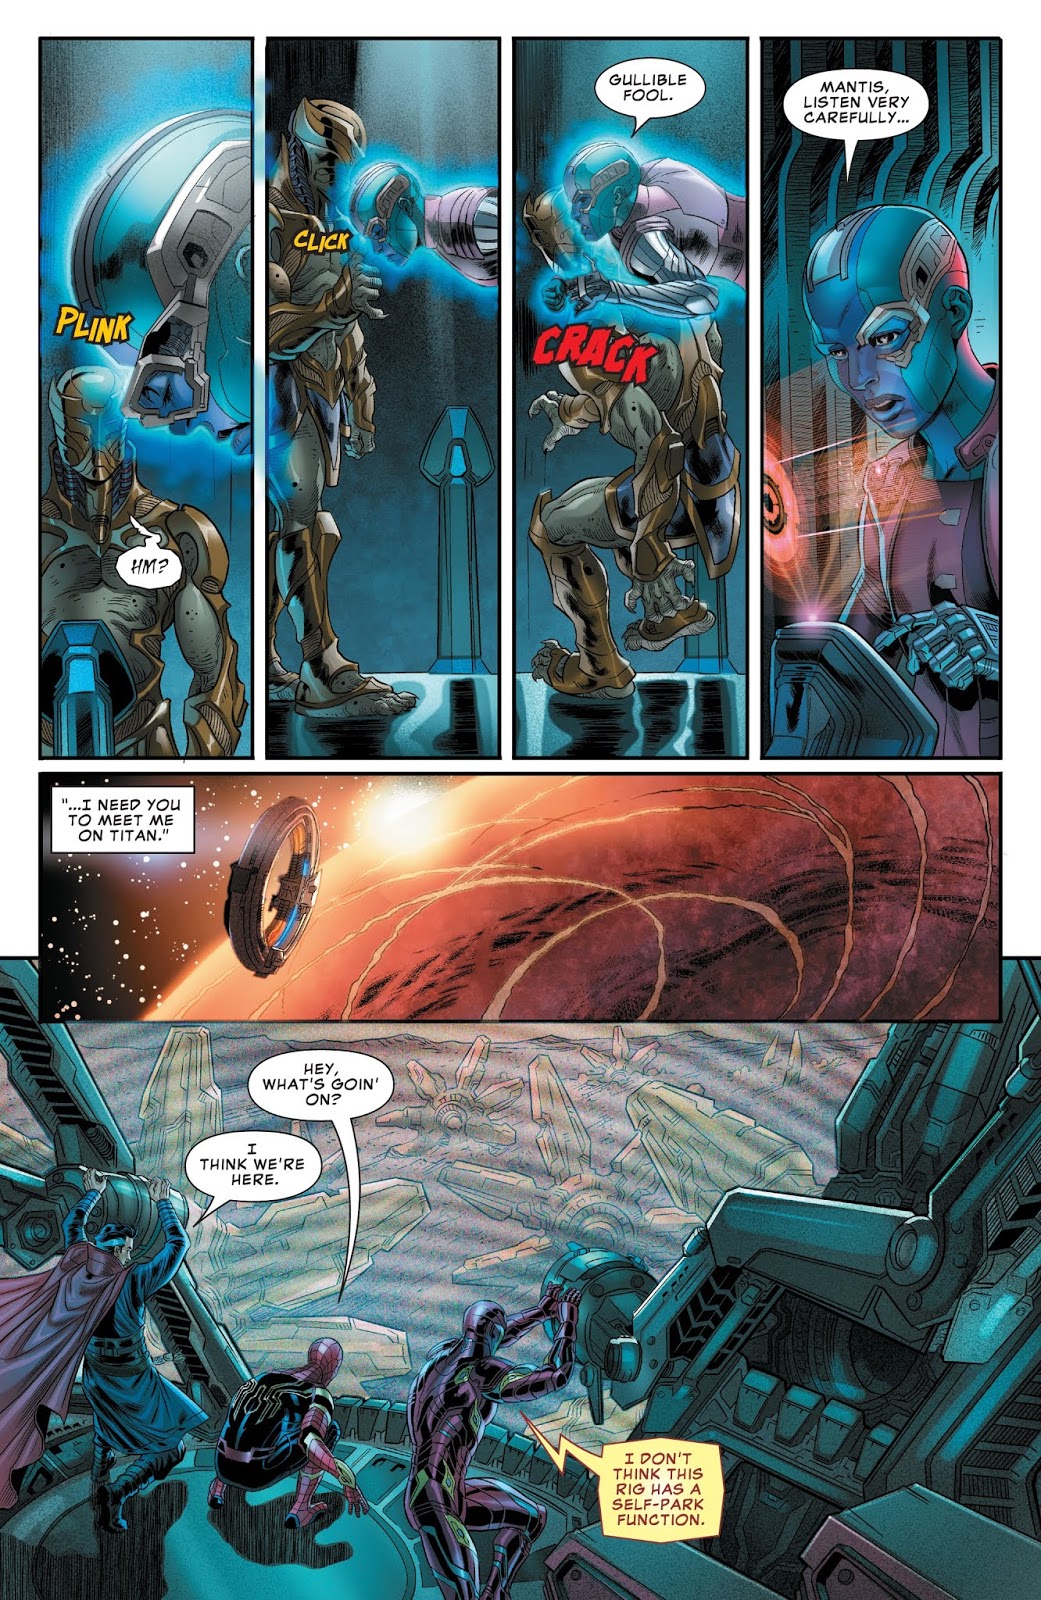 PLINK
HM?
CLICK
GULLIBLE
FOOL.
CRACK
MANTIS,
LISTEN VERY
CAREFULLY...
"...I NEED YOU
TO MEET ME
ON TITAN."
HEY,
WHAT'S GOIN'
ON?
I
THINK WE'RE
HERE.
I DON'T
THINK THIS
RIG HAS A
SELF-PARK
FUNCTION.